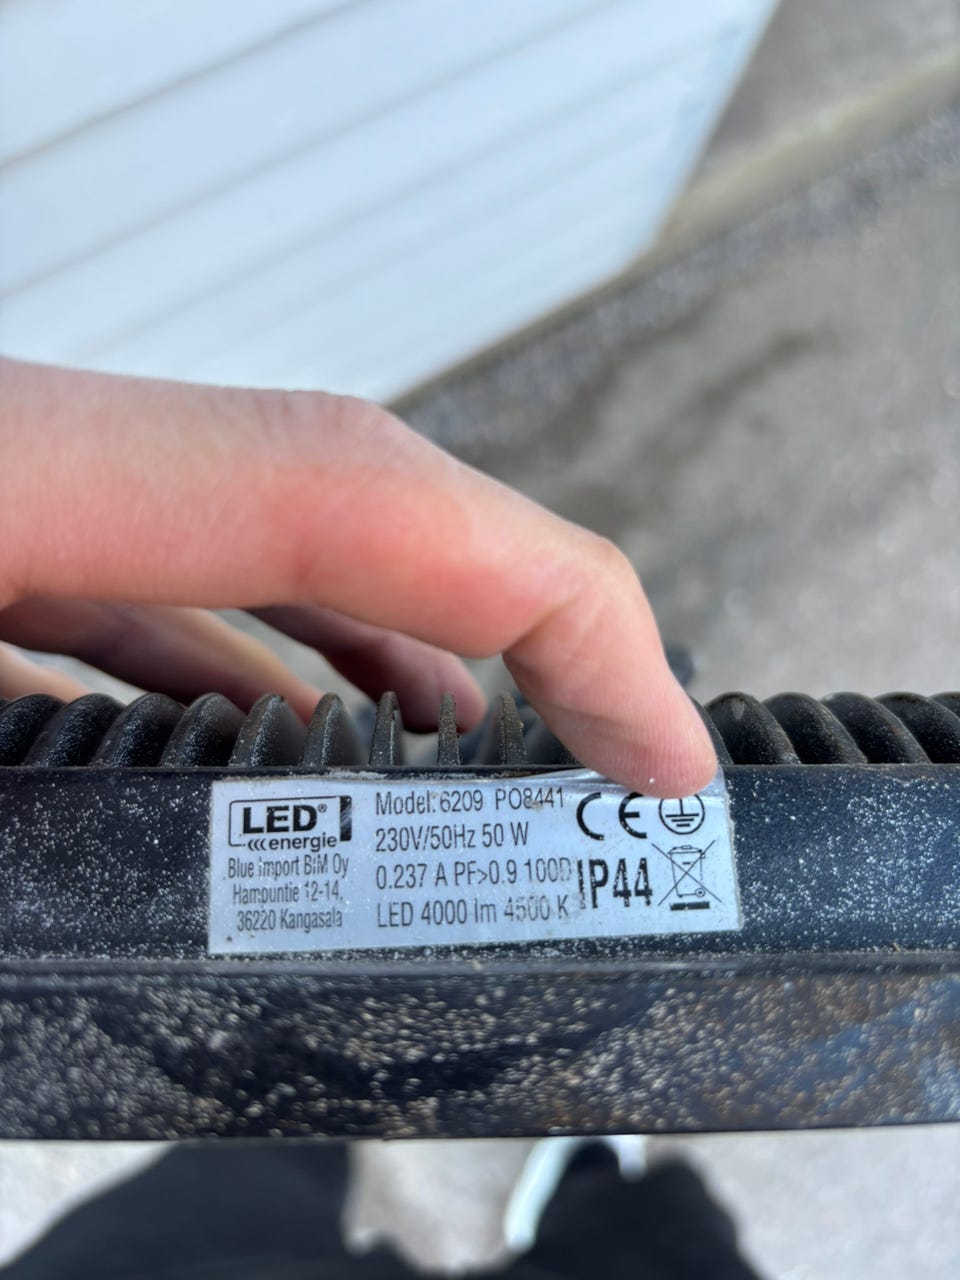 LED®
energie
Blue Import BiM Oy
Hampuntie 12-14,
36220 Kangasala
Model: 6209 PO8441
230V/50Hz 50 W
0.237 A PF>0.9 100D
LED 4000 lm 4500 K
CE
IP44